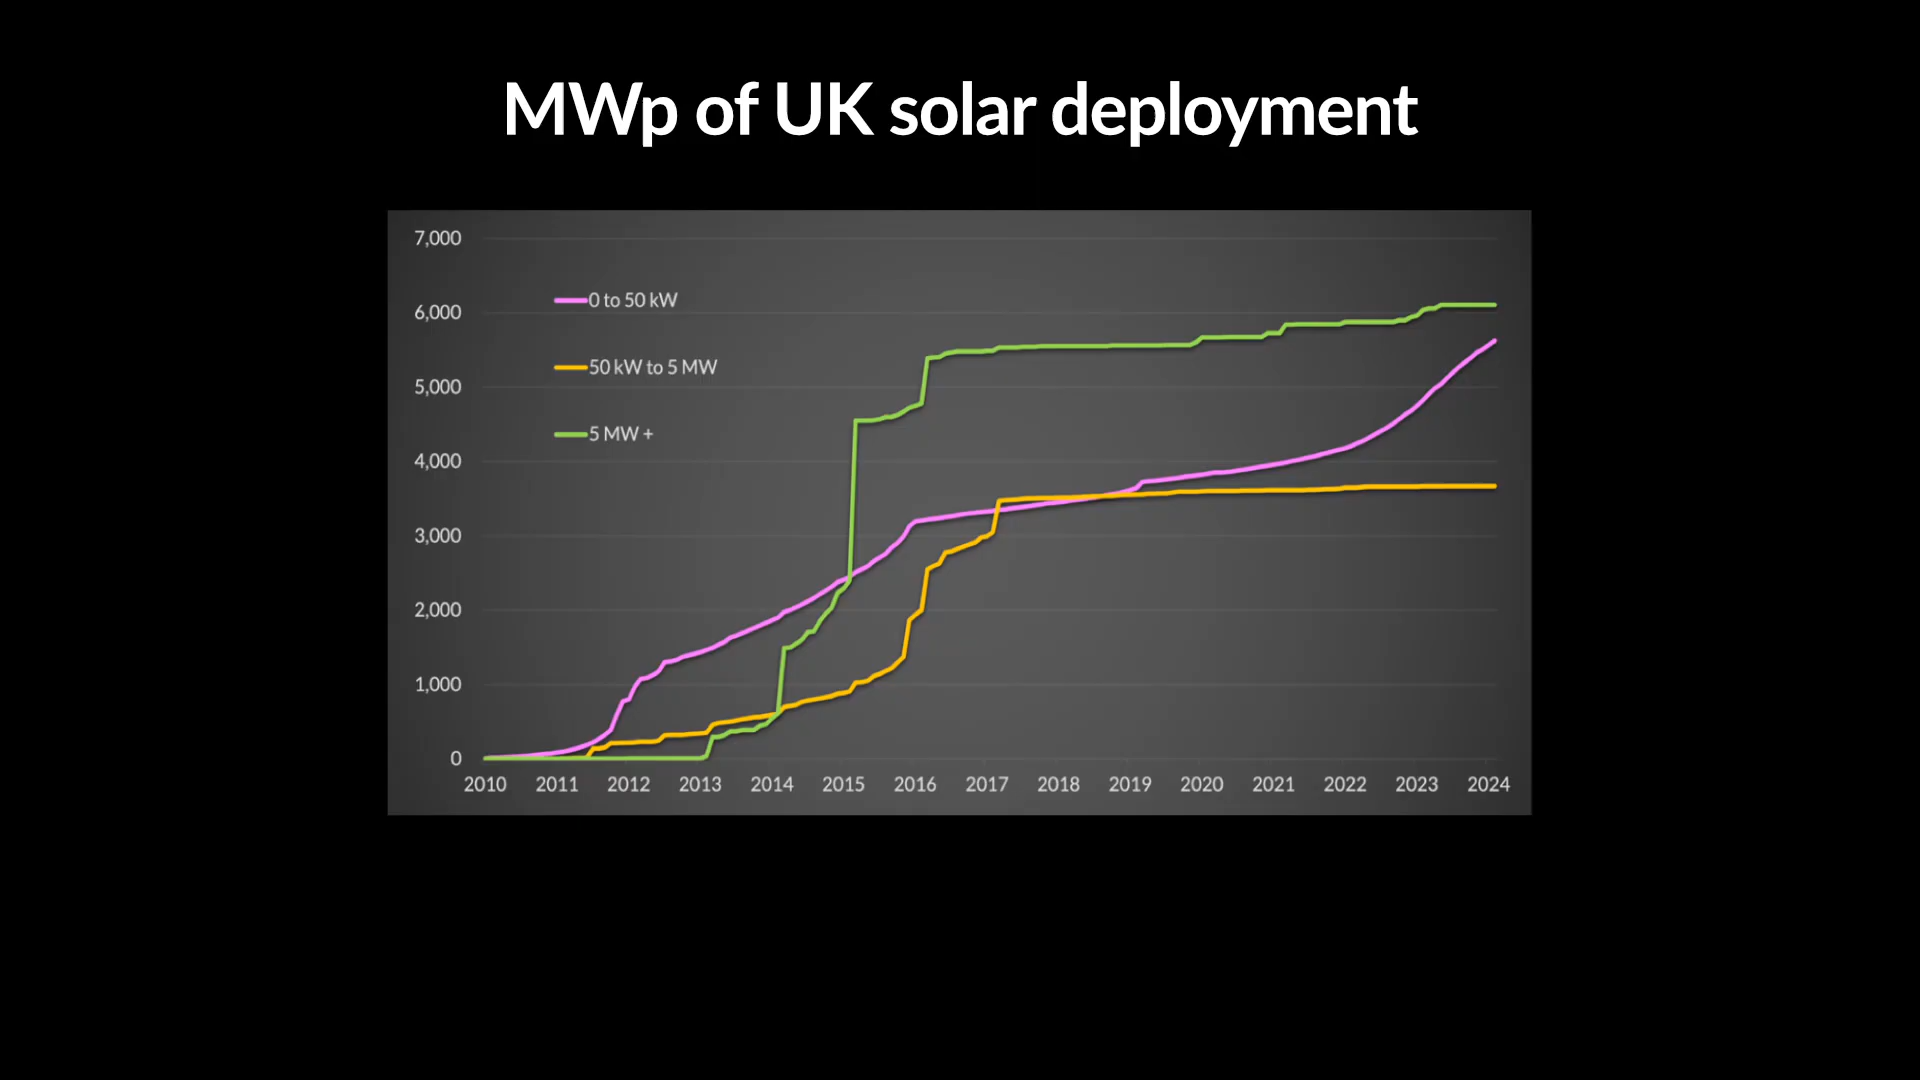 MWp of UK solar deployment
7,000
0 to 50 kW
6,000
50 kW to 5 MW
5,000
5 MW +
4,000
3,000
2,000
1,000
0
2010 2011 2012 2013 2014 2015 2016 2017 2018 2019 2020 2021 2022 2023 2024